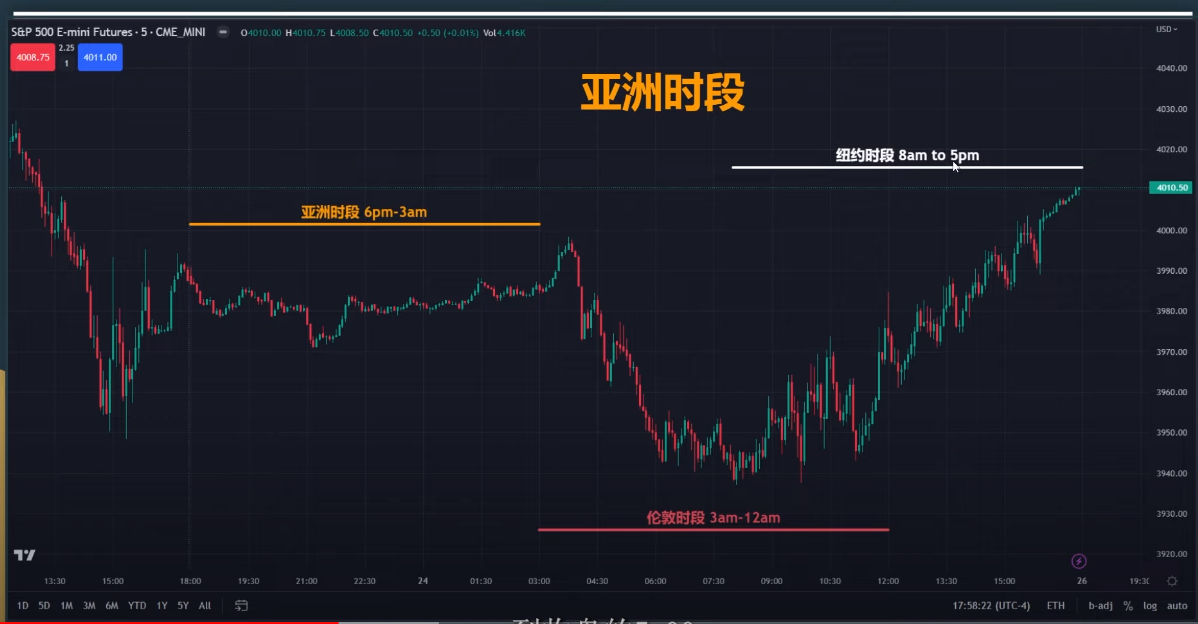 S&P 500 E-mini Futures · 5 · CME_MINI O4010.00 H4010.75 L4008.50 C4010.50 +0.50 (+0.01%) Vol4.416K
USD
4008.75 2.25 1 4011.00
亚洲时段
4040.00
4030.00
4020.00
纽约时段 8am to 5pm
4010.50
亚洲时段 6pm-3am
4000.00
3990.00
3980.00
3970.00
3960.00
3950.00
3940.00
伦敦时段 3am-12am
3930.00
3920.00
13:30 15:00 18:00 19:30 21:00 22:30 24 01:30 03:00 04:30 06:00 07:30 09:00 10:30 12:00 13:30 15:00 26
1D 5D 1M 3M 6M YTD 1Y 5Y All 17:58:22 (UTC-4) ETH b-adj % log auto